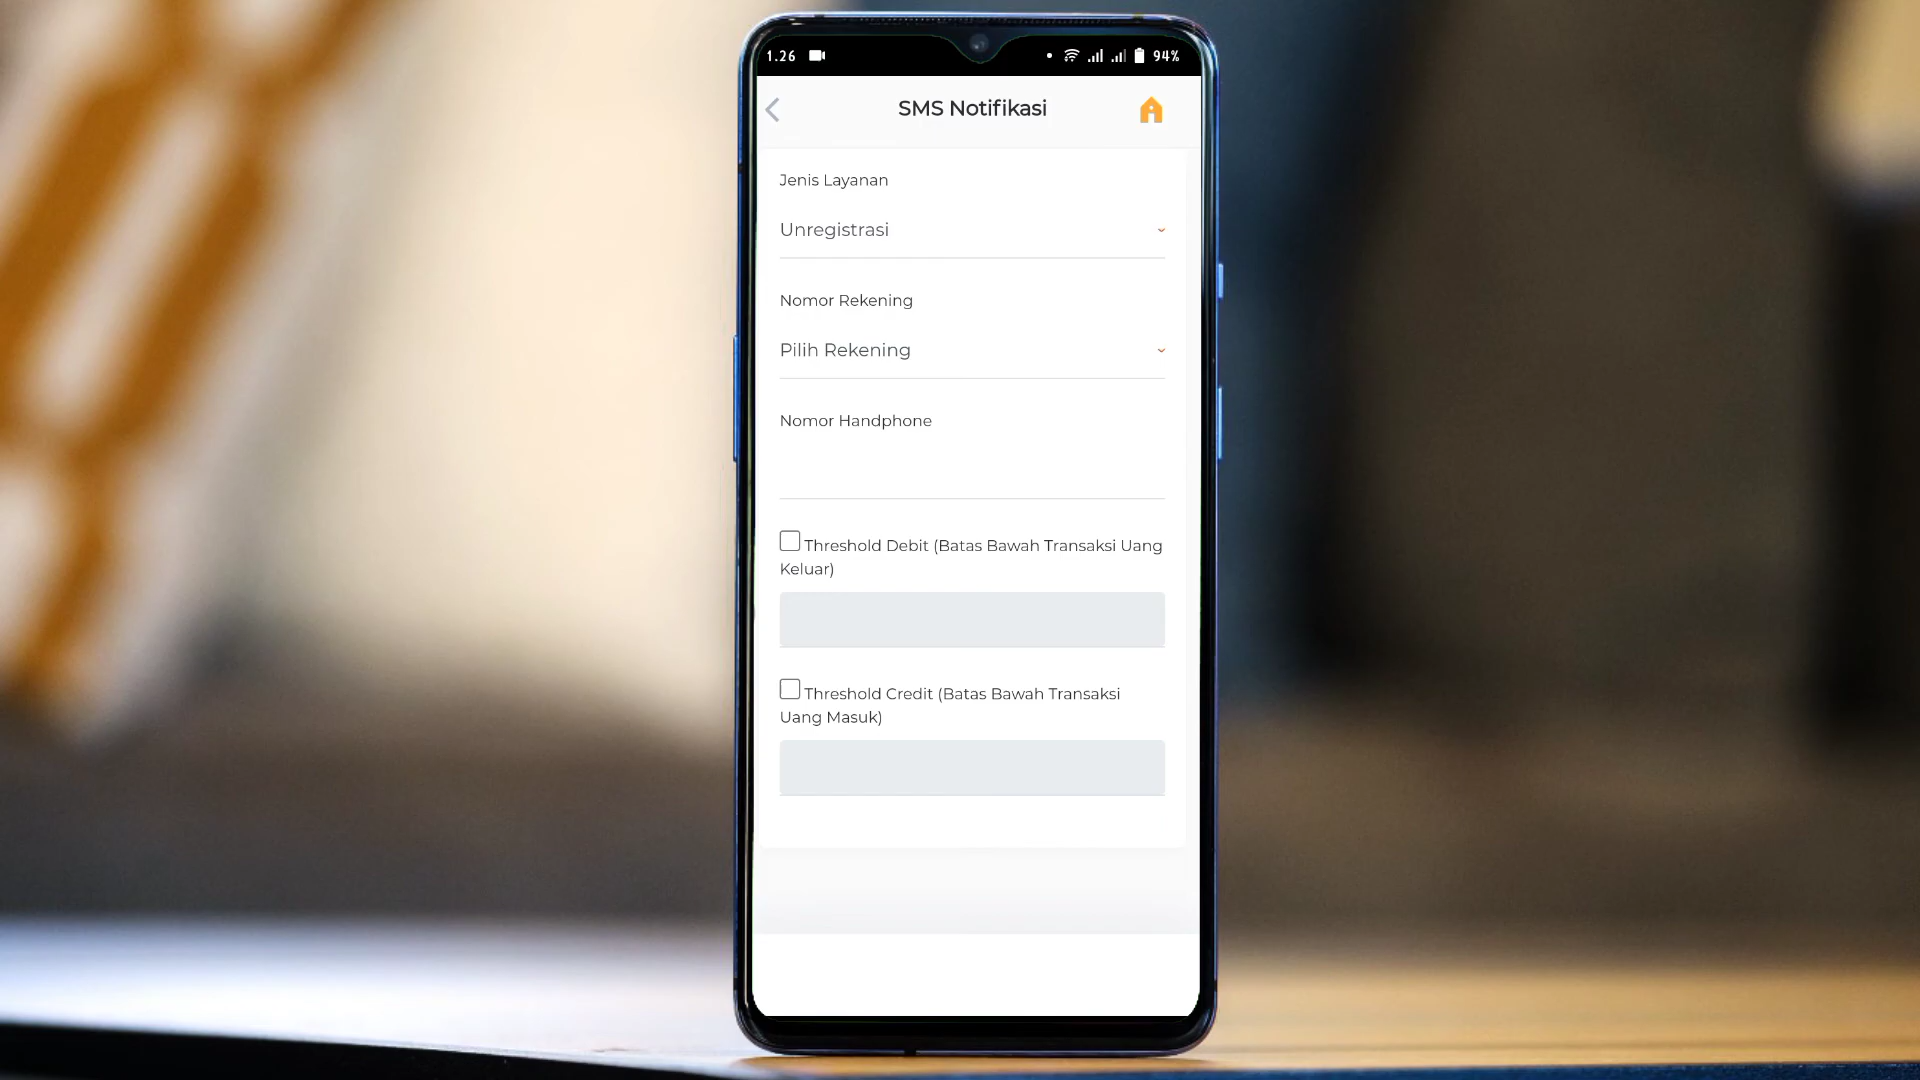 1.26 94%
SMS Notifikasi
Jenis Layanan
Unregistrasi
Nomor Rekening
Pilih Rekening
Nomor Handphone
Threshold Debit (Batas Bawah Transaksi Uang
Keluar)
Threshold Credit (Batas Bawah Transaksi
Uang Masuk)